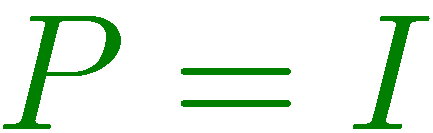 P = I